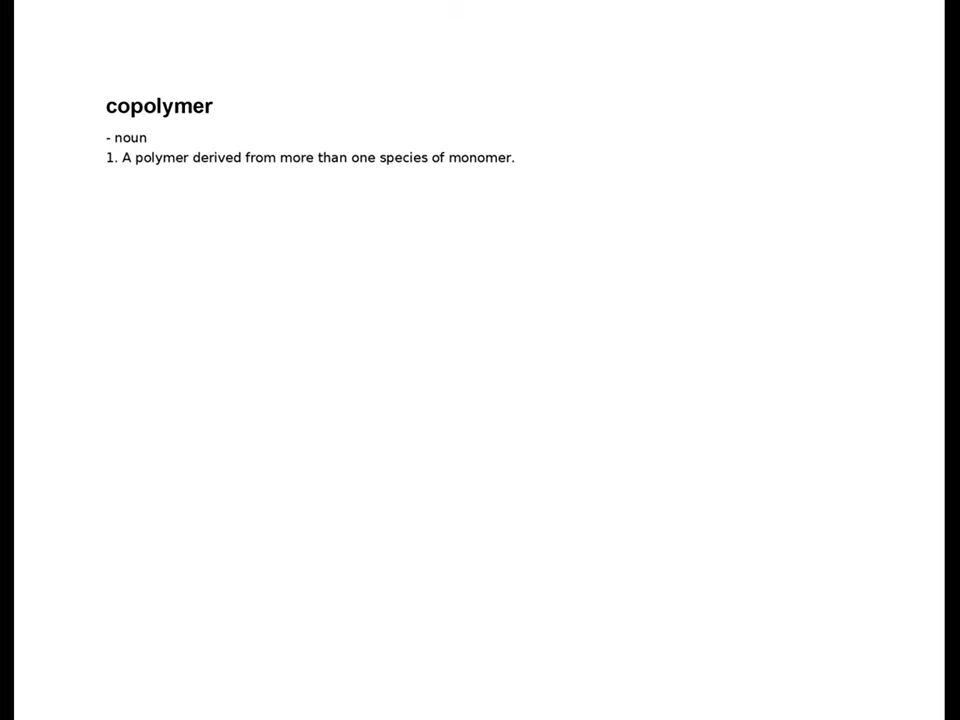 copolymer
- noun
1. A polymer derived from more than one species of monomer.